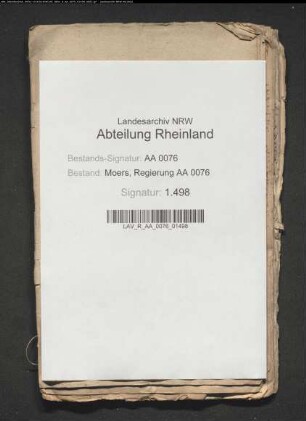 Landesarchiv NRW
Abteilung Rheinland
Bestands-Signatur: AA 0076
Bestand: Moers, Regierung AA 0076
Signatur: 1.498
LAV_R_AA_0076_01498